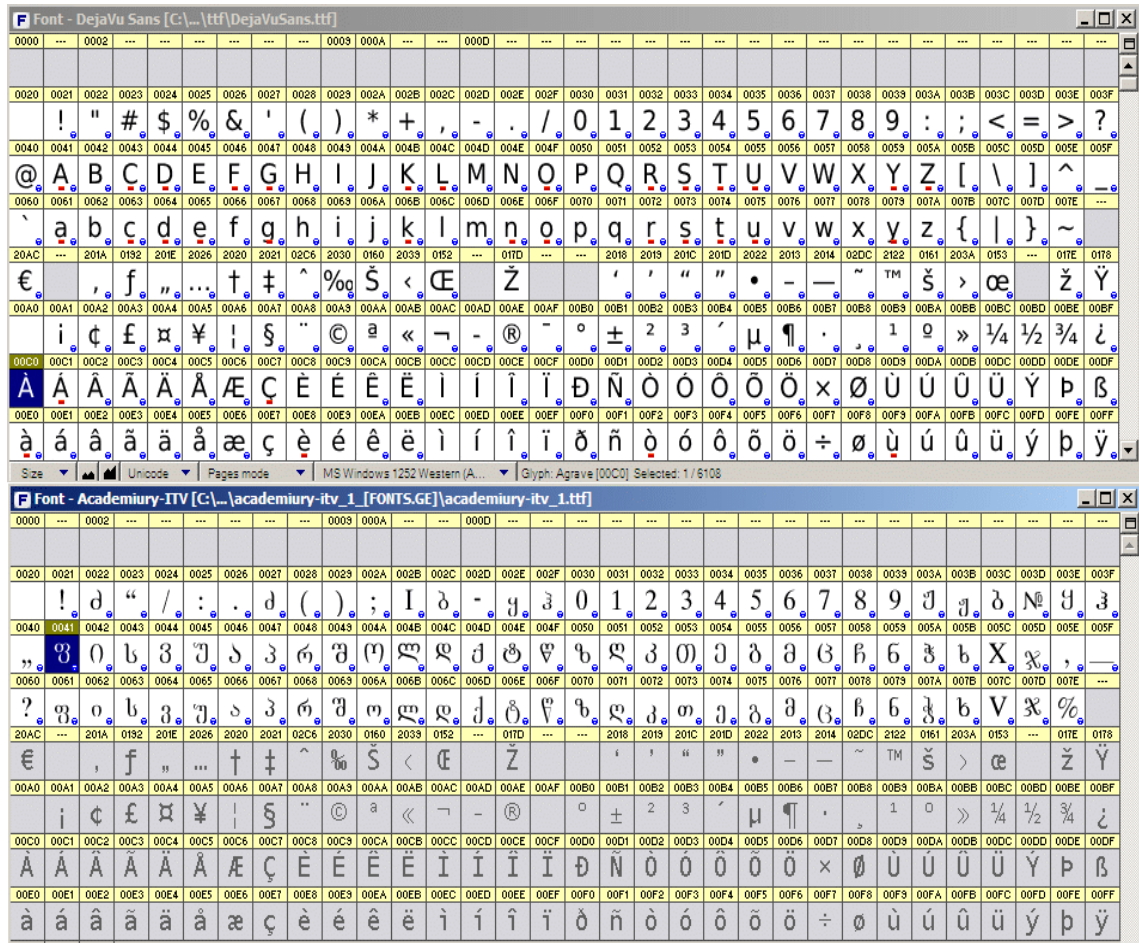 Font - DejaVu Sans [C:\...\ttf\DejaVuSans.ttf]
0000 --- 0002 --- --- --- --- --- --- 0009 000A --- --- 000D --- --- --- --- --- --- --- --- --- --- --- --- --- --- --- --- --- ---
0020 0021 0022 0023 0024 0025 0026 0027 0028 0029 002A 002B 002C 002D 002E 002F 0030 0031 0032 0033 0034 0035 0036 0037 0038 0039 003A 003B 003C 003D 003E 003F
! " # $ % & ' ( ) * + , - . / 0 1 2 3 4 5 6 7 8 9 : ; < = > ?
0040 0041 0042 0043 0044 0045 0046 0047 0048 0049 004A 004B 004C 004D 004E 004F 0050 0051 0052 0053 0054 0055 0056 0057 0058 0059 005A 005B 005C 005D 005E 005F
@ A B C D E F G H I J K L M N O P Q R S T U V W X Y Z [ \ ] ^ _
0060 0061 0062 0063 0064 0065 0066 0067 0068 0069 006A 006B 006C 006D 006E 006F 0070 0071 0072 0073 0074 0075 0076 0077 0078 0079 007A 007B 007C 007D 007E ---
` a b c d e f g h i j k l m n o p q r s t u v w x y z { | } ~
20AC --- 201A 0192 201E 2026 2020 2021 02C6 2030 0160 2039 0152 --- 017D --- --- 2018 2019 201C 201D 2022 2013 2014 02DC 2122 0161 203A 0153 --- 017E 0178
€ ‚ ƒ „ … † ‡ ˆ ‰ Š ‹ Œ Ž ‘ ’ “ ” • – — ˜ ™ š › œ ž Ÿ
00A0 00A1 00A2 00A3 00A4 00A5 00A6 00A7 00A8 00A9 00AA 00AB 00AC 00AD 00AE 00AF 00B0 00B1 00B2 00B3 00B4 00B5 00B6 00B7 00B8 00B9 00BA 00BB 00BC 00BD 00BE 00BF
¡ ¢ £ ¤ ¥ ¦ § ¨ © ª « ¬ - ® ¯ ° ± ² ³ ´ µ ¶ · ¸ ¹ º » ¼ ½ ¾ ¿
00C0 00C1 00C2 00C3 00C4 00C5 00C6 00C7 00C8 00C9 00CA 00CB 00CC 00CD 00CE 00CF 00D0 00D1 00D2 00D3 00D4 00D5 00D6 00D7 00D8 00D9 00DA 00DB 00DC 00DD 00DE 00DF
À Á Â Ã Ä Å Æ Ç È É Ê Ë Ì Í Î Ï Ð Ñ Ò Ó Ô Õ Ö × Ø Ù Ú Û Ü Ý Þ ß
00E0 00E1 00E2 00E3 00E4 00E5 00E6 00E7 00E8 00E9 00EA 00EB 00EC 00ED 00EE 00EF 00F0 00F1 00F2 00F3 00F4 00F5 00F6 00F7 00F8 00F9 00FA 00FB 00FC 00FD 00FE 00FF
à á â ã ä å æ ç è é ê ë ì í î ï ð ñ ò ó ô õ ö ÷ ø ù ú û ü ý þ ÿ
Size Unicode Pages mode MS Windows 1252 Western (A... Glyph: Agrave [00C0] Selected: 1 / 6108
Font - Academiury-ITV [C:\...\academiury-itv_1_[FONTS.GE]\academiury-itv_1.ttf]
0000 --- 0002 --- --- --- --- --- --- 0009 000A --- --- 000D --- --- --- --- --- --- --- --- --- --- --- --- --- --- --- --- --- ---
0020 0021 0022 0023 0024 0025 0026 0027 0028 0029 002A 002B 002C 002D 002E 002F 0030 0031 0032 0033 0034 0035 0036 0037 0038 0039 003A 003B 003C 003D 003E 003F
! ძ “ / : . ძ ( ) ; I ბ - ყ 0 1 2 3 4 5 6 7 8 9 ჟ ჟ ბ № ყ
0040 0041 0042 0043 0044 0045 0046 0047 0048 0049 004A 004B 004C 004D 004E 004F 0050 0051 0052 0053 0054 0055 0056 0057 0058 0059 005A 005B 005C 005D 005E 005F
„ ფ ი ს ვ უ ა პ რ შ ო ლ დ ქ ტ წ ზ ღ კ თ ე გ მ ც ჩ ნ ჭ ხ X ჯ , _
0060 0061 0062 0063 0064 0065 0066 0067 0068 0069 006A 006B 006C 006D 006E 006F 0070 0071 0072 0073 0074 0075 0076 0077 0078 0079 007A 007B 007C 007D 007E ---
? ფ ი ს ვ უ ა პ რ შ ო ლ დ ქ ტ წ ზ ღ კ თ ე გ მ ც ჩ ნ ჭ ხ V ჯ %
20AC --- 201A 0192 201E 2026 2020 2021 02C6 2030 0160 2039 0152 --- 017D --- --- 2018 2019 201C 201D 2022 2013 2014 02DC 2122 0161 203A 0153 --- 017E 0178
€ ‚ ƒ „ … † ‡ ˆ ‰ Š ‹ Œ Ž ‘ ’ “ ” • – — ˜ ™ š › œ ž Ÿ
00A0 00A1 00A2 00A3 00A4 00A5 00A6 00A7 00A8 00A9 00AA 00AB 00AC 00AD 00AE 00AF 00B0 00B1 00B2 00B3 00B4 00B5 00B6 00B7 00B8 00B9 00BA 00BB 00BC 00BD 00BE 00BF
¡ ¢ £ ¤ ¥ ¦ § ¨ © ª « ¬ - ® ¯ ° ± ² ³ ´ µ ¶ · ¸ ¹ º » ¼ ½ ¾ ¿
00C0 00C1 00C2 00C3 00C4 00C5 00C6 00C7 00C8 00C9 00CA 00CB 00CC 00CD 00CE 00CF 00D0 00D1 00D2 00D3 00D4 00D5 00D6 00D7 00D8 00D9 00DA 00DB 00DC 00DD 00DE 00DF
À Á Â Ã Ä Å Æ Ç È É Ê Ë Ì Í Î Ï Ð Ñ Ò Ó Ô Õ Ö × Ø Ù Ú Û Ü Ý Þ ß
00E0 00E1 00E2 00E3 00E4 00E5 00E6 00E7 00E8 00E9 00EA 00EB 00EC 00ED 00EE 00EF 00F0 00F1 00F2 00F3 00F4 00F5 00F6 00F7 00F8 00F9 00FA 00FB 00FC 00FD 00FE 00FF
à á â ã ä å æ ç è é ê ë ì í î ï ð ñ ò ó ô õ ö ÷ ø ù ú û ü ý þ ÿ